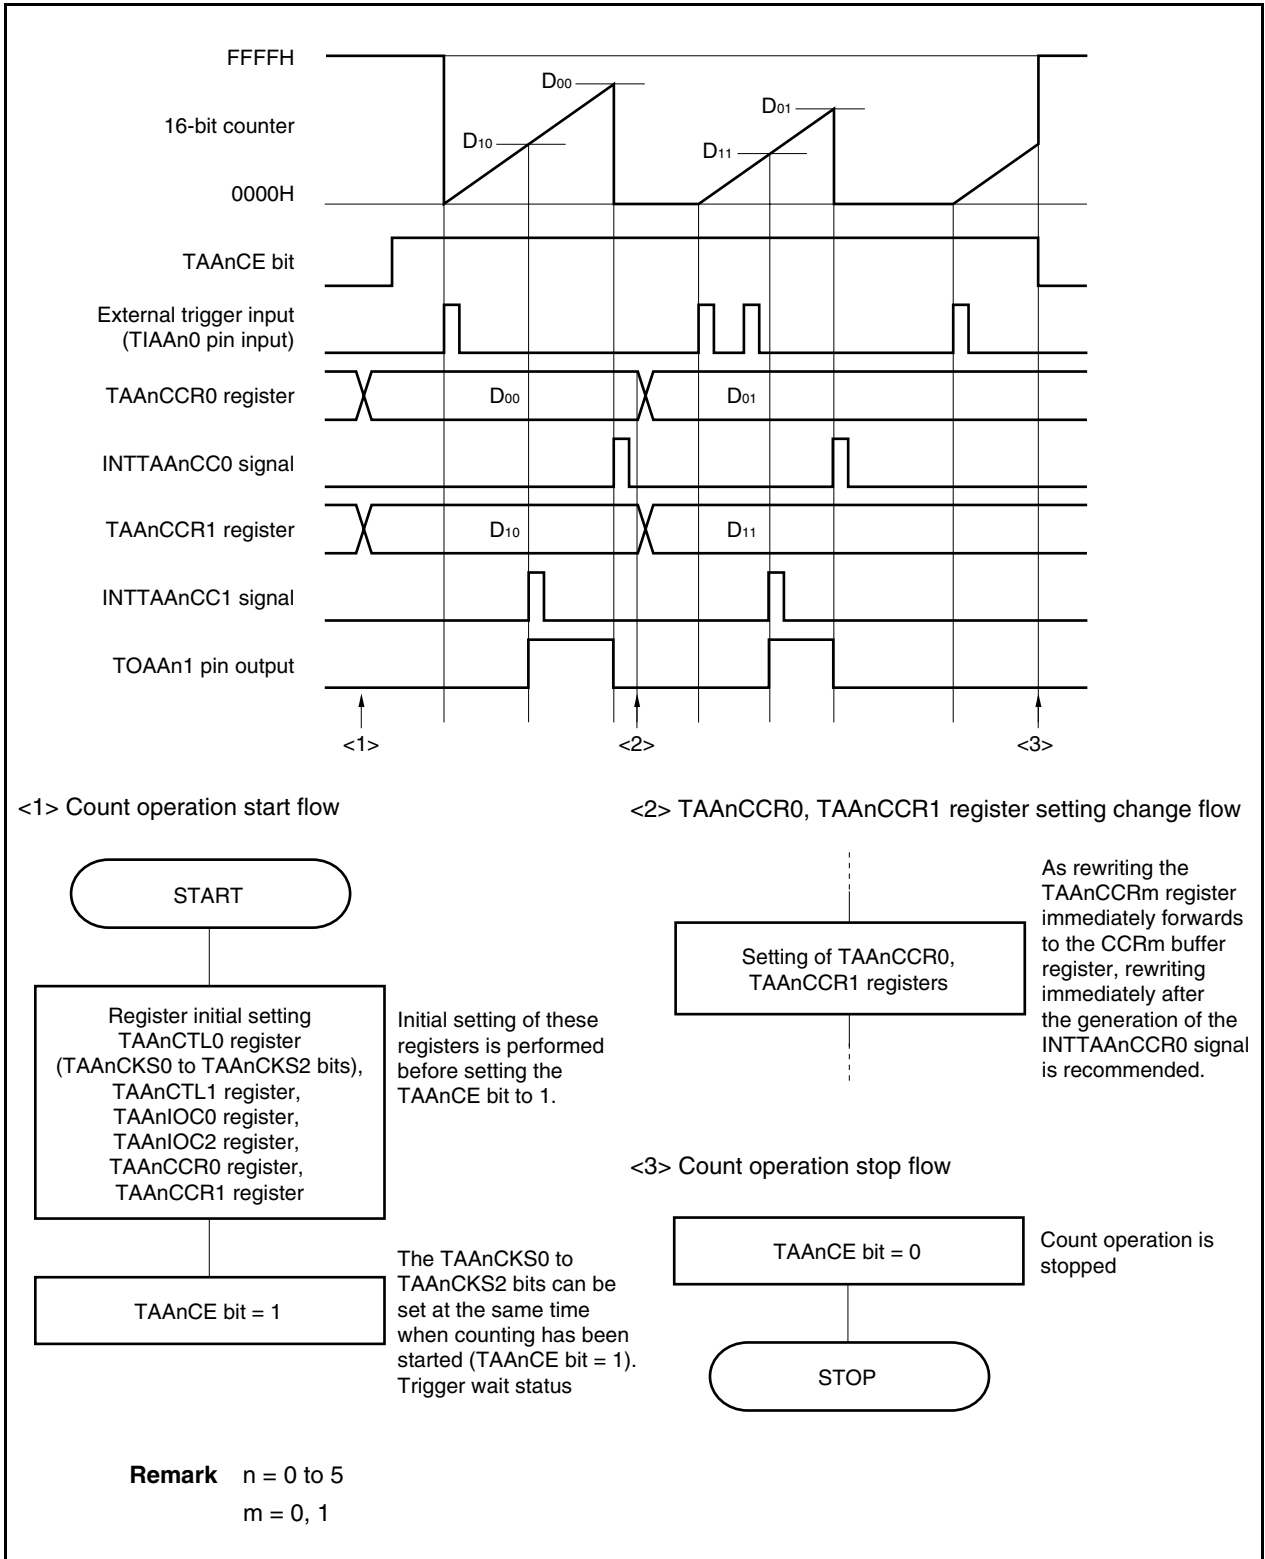 FFFFH
16-bit counter
0000H
D00
D10
D01
D11
TAAnCE bit
External trigger input
(TIAAn0 pin input)
TAAnCCR0 register
D00
D01
INTTAAnCC0 signal
TAAnCCR1 register
D10
D11
INTTAAnCC1 signal
TOAAn1 pin output
<1>
<2>
<3>
<1> Count operation start flow
START
Register initial setting
TAAnCTL0 register
(TAAnCKS0 to TAAnCKS2 bits),
TAAnCTL1 register,
TAAnIOC0 register,
TAAnIOC2 register,
TAAnCCR0 register,
TAAnCCR1 register
Initial setting of these
registers is performed
before setting the
TAAnCE bit to 1.
TAAnCE bit = 1
The TAAnCKS0 to
TAAnCKS2 bits can be
set at the same time
when counting has been
started (TAAnCE bit = 1).
Trigger wait status
<2> TAAnCCR0, TAAnCCR1 register setting change flow
Setting of TAAnCCR0,
TAAnCCR1 registers
As rewriting the
TAAnCCRm register
immediately forwards
to the CCRm buffer
register, rewriting
immediately after
the generation of the
INTTAAnCCR0 signal
is recommended.
<3> Count operation stop flow
TAAnCE bit = 0
Count operation is
stopped
STOP
Remark n = 0 to 5
m = 0, 1